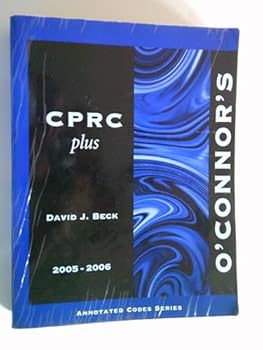 CPRC
plus
DAVID J. BECK
2005-2006
O'CONNOR'S
ANNOTATED CODES SERIES